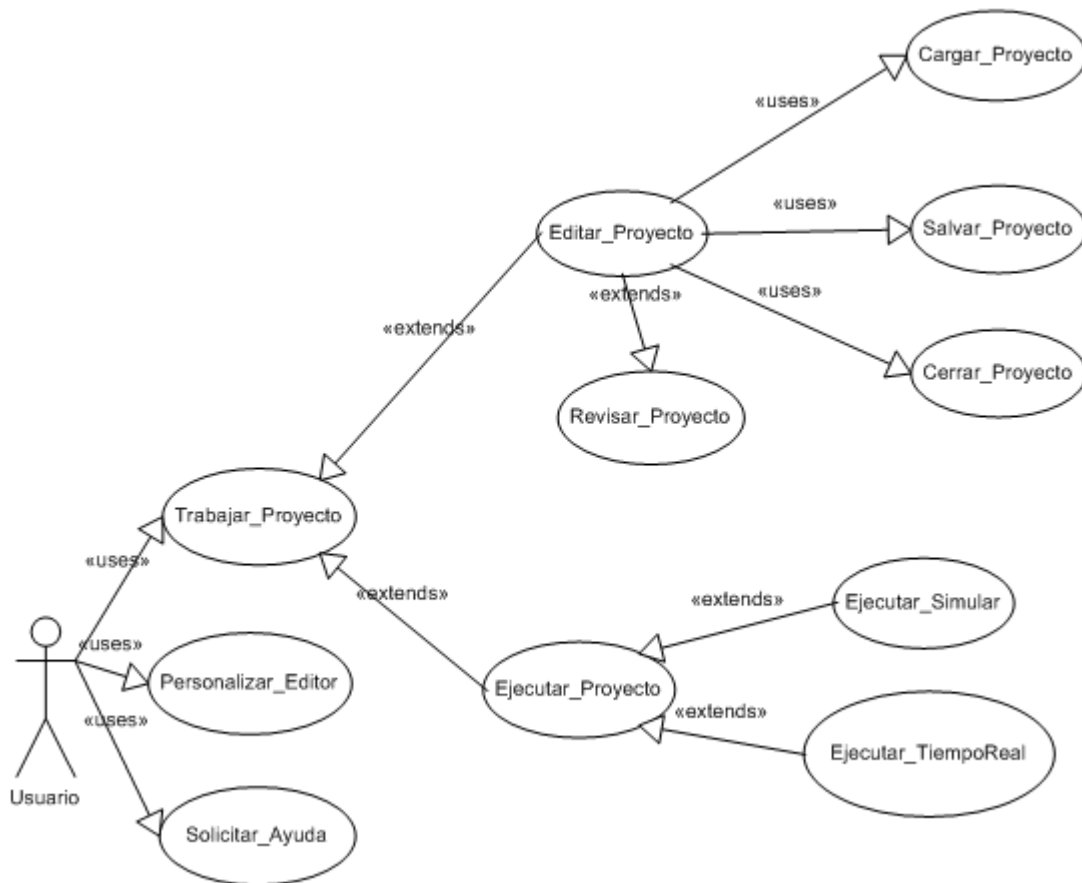 Cargar_Proyecto
«uses»
Salvar_Proyecto
«uses»
Editar_Proyecto
«uses»
«extends»
Cerrar_Proyecto
«extends»
Revisar_Proyecto
Trabajar_Proyecto
«uses»
«extends»
«extends»
Ejecutar_Simular
«uses»
Personalizar_Editor
Ejecutar_Proyecto
«extends»
«uses»
Ejecutar_TiempoReal
Usuario
Solicitar_Ayuda